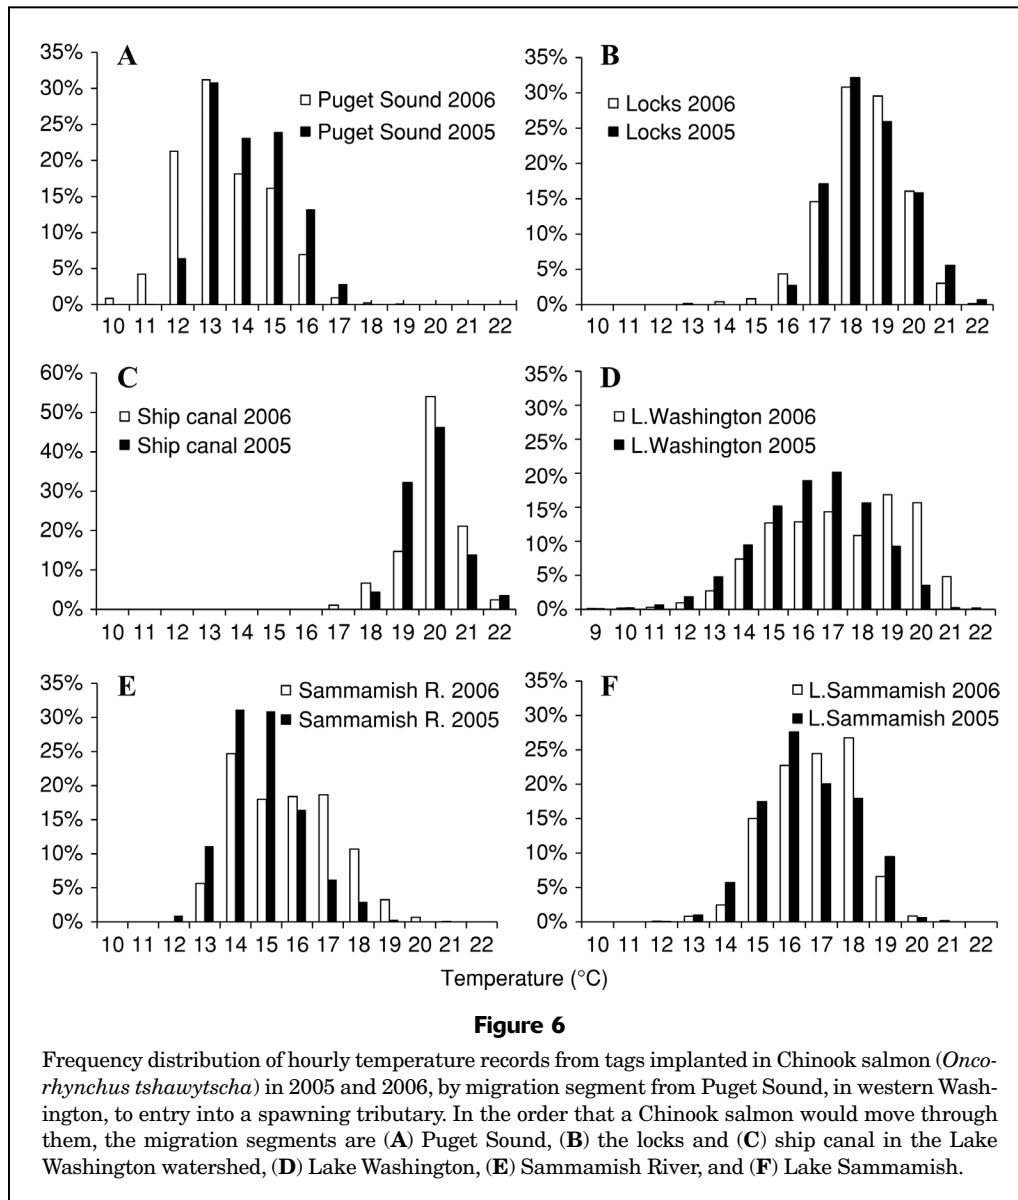 A
35%
30%
25%
20%
15%
10%
5%
0%
Puget Sound 2006
Puget Sound 2005
10 11 12 13 14 15 16 17 18 19 20 21 22
B
35%
30%
25%
20%
15%
10%
5%
0%
Locks 2006
Locks 2005
10 11 12 13 14 15 16 17 18 19 20 21 22
C
60%
50%
40%
30%
20%
10%
0%
Ship canal 2006
Ship canal 2005
10 11 12 13 14 15 16 17 18 19 20 21 22
D
35%
30%
25%
20%
15%
10%
5%
0%
L.Washington 2006
L.Washington 2005
9 10 11 12 13 14 15 16 17 18 19 20 21 22
E
35%
30%
25%
20%
15%
10%
5%
0%
Sammamish R. 2006
Sammamish R. 2005
10 11 12 13 14 15 16 17 18 19 20 21 22
F
35%
30%
25%
20%
15%
10%
5%
0%
L.Sammamish 2006
L.Sammamish 2005
10 11 12 13 14 15 16 17 18 19 20 21 22
Temperature (°C)
Figure 6
Frequency distribution of hourly temperature records from tags implanted in Chinook salmon (Onco-
rhynchus tshawytscha) in 2005 and 2006, by migration segment from Puget Sound, in western Wash-
ington, to entry into a spawning tributary. In the order that a Chinook salmon would move through
them, the migration segments are (A) Puget Sound, (B) the locks and (C) ship canal in the Lake
Washington watershed, (D) Lake Washington, (E) Sammamish River, and (F) Lake Sammamish.